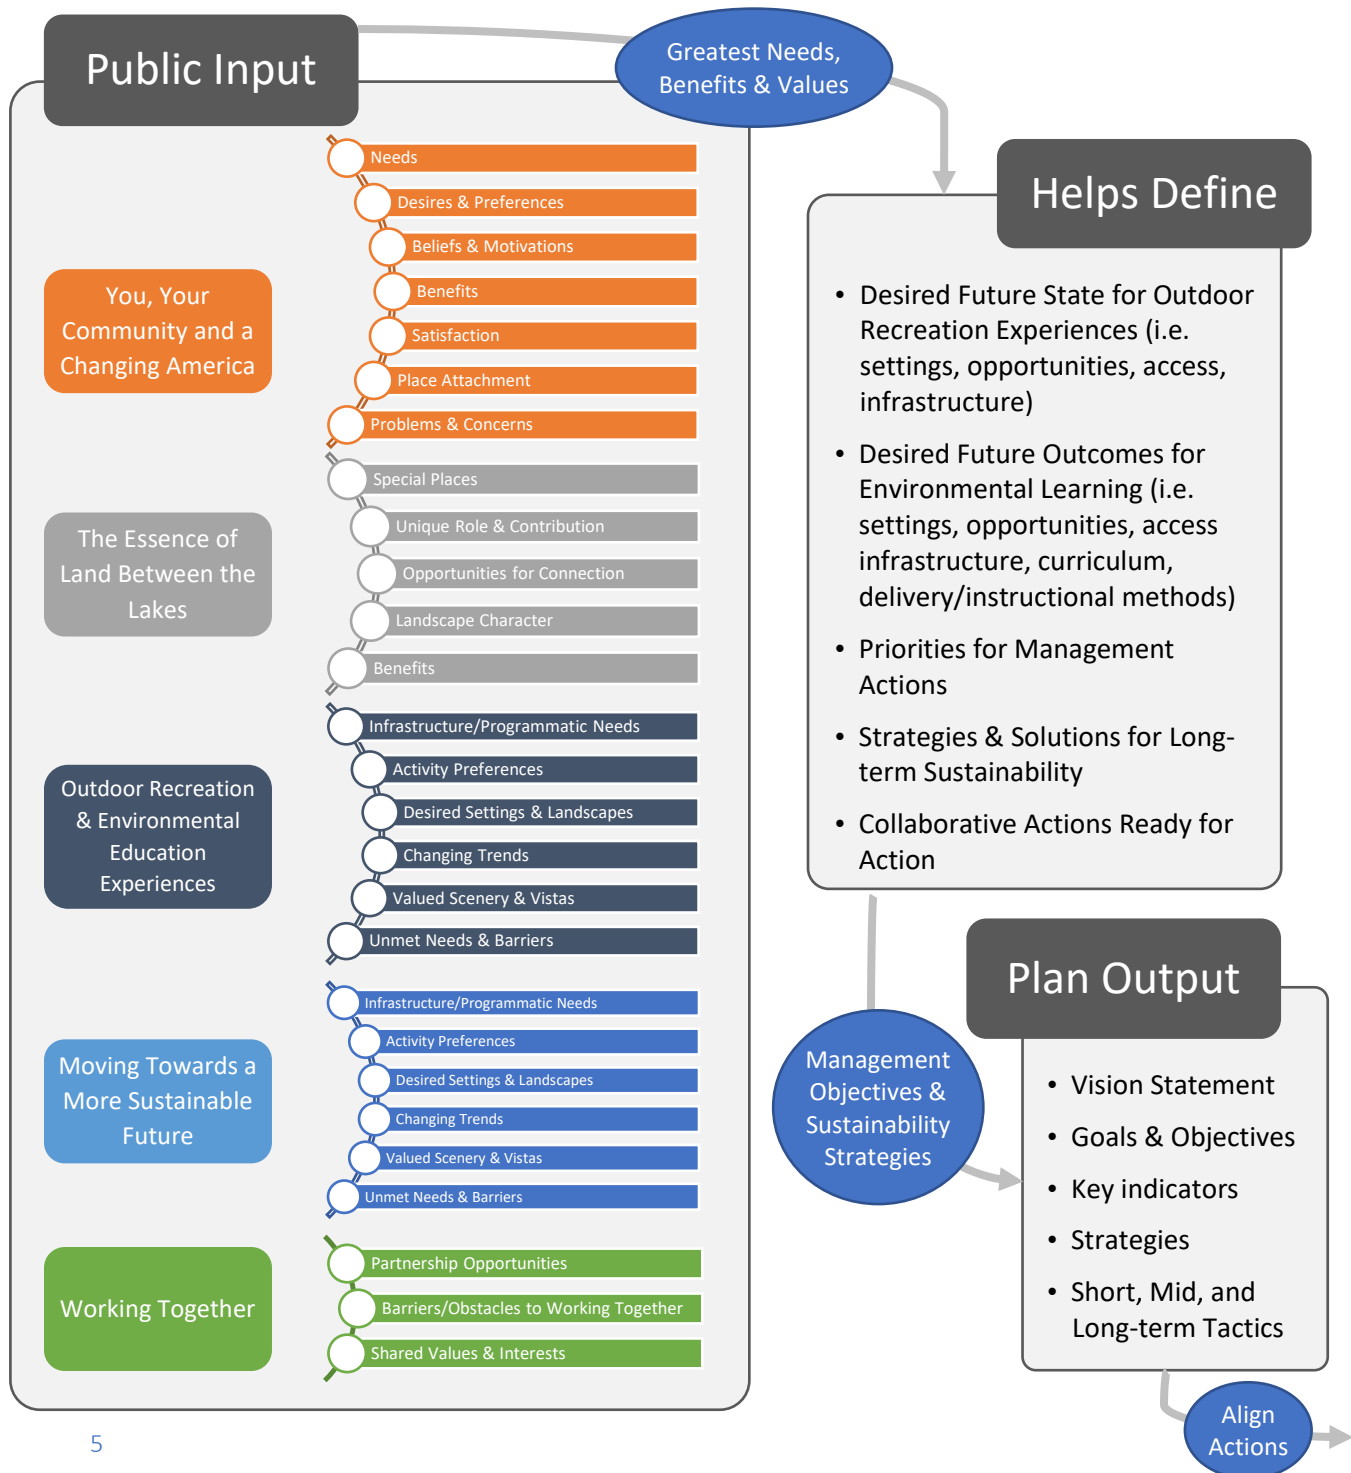 Public Input
Greatest Needs,
Benefits & Values
You, Your
Community and a
Changing America
Needs
Desires & Preferences
Beliefs & Motivations
Benefits
Satisfaction
Place Attachment
Problems & Concerns
The Essence of
Land Between the
Lakes
Special Places
Unique Role & Contribution
Opportunities for Connection
Landscape Character
Benefits
Outdoor Recreation
& Environmental
Education
Experiences
Infrastructure/Programmatic Needs
Activity Preferences
Desired Settings & Landscapes
Changing Trends
Valued Scenery & Vistas
Unmet Needs & Barriers
Moving Towards a
More Sustainable
Future
Infrastructure/Programmatic Needs
Activity Preferences
Desired Settings & Landscapes
Changing Trends
Valued Scenery & Vistas
Unmet Needs & Barriers
Working Together
Partnership Opportunities
Barriers/Obstacles to Working Together
Shared Values & Interests
Helps Define
• Desired Future State for Outdoor
Recreation Experiences (i.e.
settings, opportunities, access,
infrastructure)
• Desired Future Outcomes for
Environmental Learning (i.e.
settings, opportunities, access
infrastructure, curriculum,
delivery/instructional methods)
• Priorities for Management
Actions
• Strategies & Solutions for Long-
term Sustainability
• Collaborative Actions Ready for
Action
Management
Objectives &
Sustainability
Strategies
Plan Output
• Vision Statement
• Goals & Objectives
• Key indicators
• Strategies
• Short, Mid, and
Long-term Tactics
Align
Actions
5